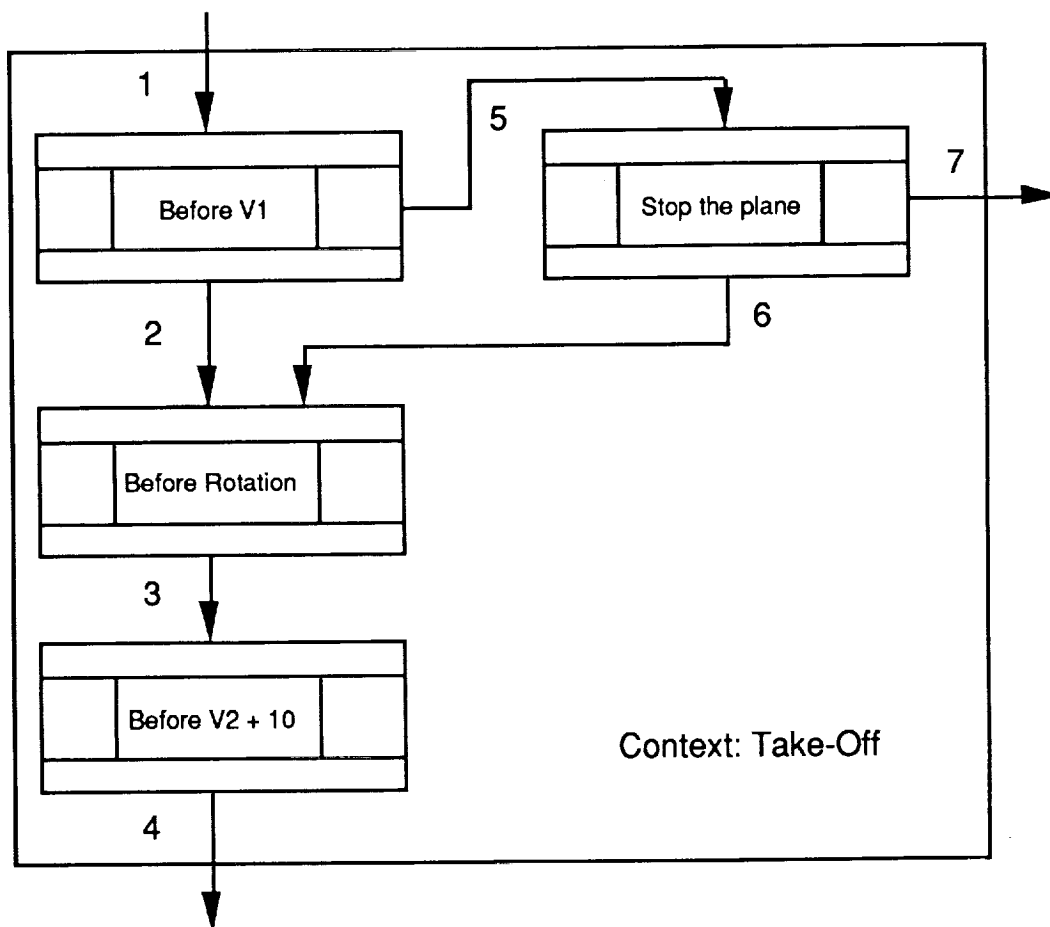 1
5
7
Before V1
Stop the plane
2
6
Before Rotation
3
Before V2 + 10
Context: Take-Off
4